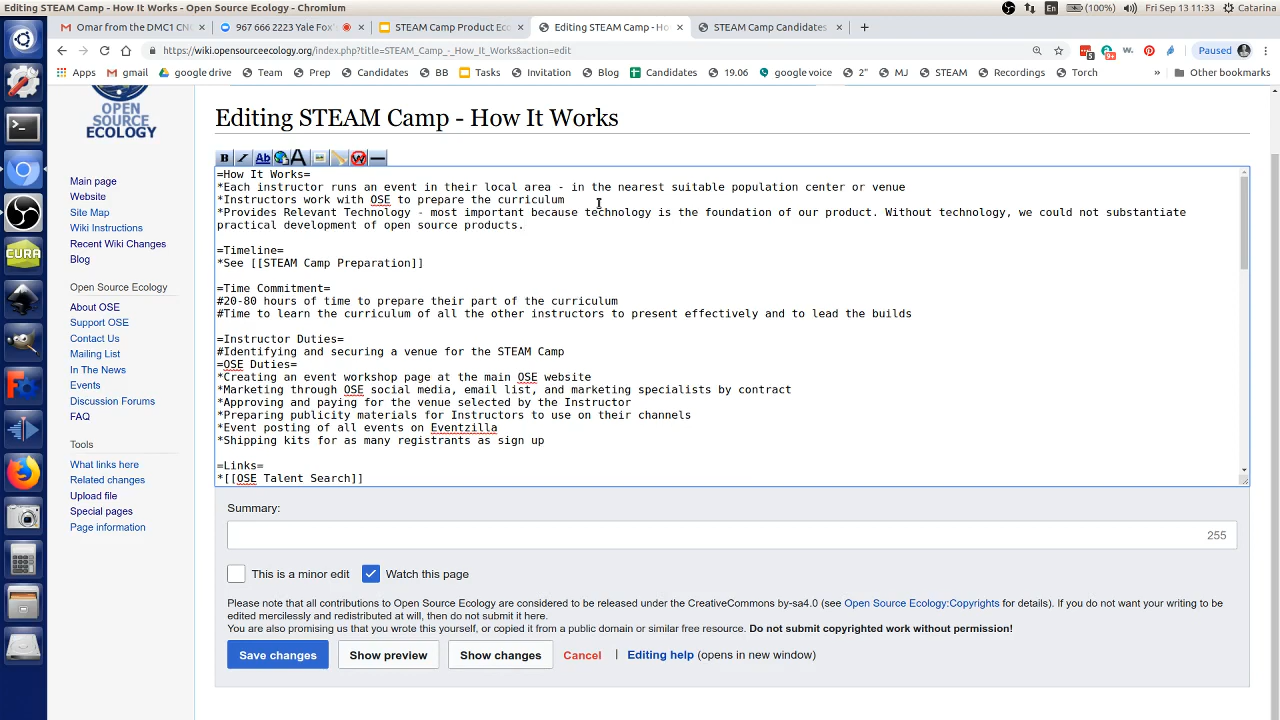 Editing STEAM Camp - How It Works - Open Source Ecology - Chromium
En (100%) Fri Sep 13 11:33 Catarina
Omar from the DMC1 CNC
967 666 2223 Yale Fox'
STEAM Camp Product Eco
Editing STEAM Camp - Ho
STEAM Camp Candidates
https://wiki.opensourceecology.org/index.php?title=STEAM_Camp_-_How_It_Works&action=edit
Paused
Apps gmail google drive Team Prep Candidates BB Tasks Invitation Blog Candidates 19.06 google voice 2" MJ STEAM Recordings Torch » Other bookmarks
OPEN SOURCE
ECOLOGY
Main page
Website
Site Map
Wiki Instructions
Recent Wiki Changes
Blog
Open Source Ecology
About OSE
Support OSE
Contact Us
Mailing List
In The News
Events
Discussion Forums
FAQ
Tools
What links here
Related changes
Upload file
Special pages
Page information
CURA
Editing STEAM Camp - How It Works
B I Ab A W
=How It Works=
*Each instructor runs an event in their local area - in the nearest suitable population center or venue
*Instructors work with OSE to prepare the curriculum
*Provides Relevant Technology - most important because technology is the foundation of our product. Without technology, we could not substantiate
practical development of open source products.
=Timeline=
*See [[STEAM Camp Preparation]]
=Time Commitment=
#20-80 hours of time to prepare their part of the curriculum
#Time to learn the curriculum of all the other instructors to present effectively and to lead the builds
=Instructor Duties=
#Identifying and securing a venue for the STEAM Camp
=OSE Duties=
*Creating an event workshop page at the main OSE website
*Marketing through OSE social media, email list, and marketing specialists by contract
*Approving and paying for the venue selected by the Instructor
*Preparing publicity materials for Instructors to use on their channels
*Event posting of all events on Eventzilla
*Shipping kits for as many registrants as sign up
=Links=
*[[OSE Talent Search]]
Summary:
255
This is a minor edit Watch this page
Please note that all contributions to Open Source Ecology are considered to be released under the CreativeCommons by-sa4.0 (see Open Source Ecology:Copyrights for details). If you do not want your writing to be
edited mercilessly and redistributed at will, then do not submit it here.
You are also promising us that you wrote this yourself, or copied it from a public domain or similar free resource. Do not submit copyrighted work without permission!
Save changes Show preview Show changes Cancel | Editing help (opens in new window)